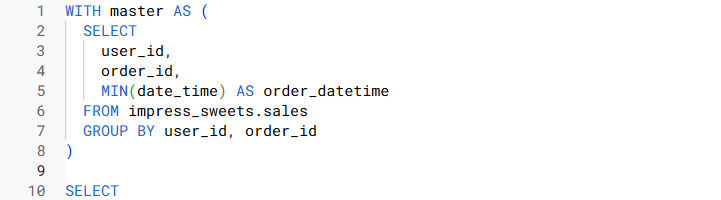 1 WITH master AS (
2 SELECT
3 user_id,
4 order_id,
5 MIN(date_time) AS order_datetime
6 FROM impress_sweets.sales
7 GROUP BY user_id, order_id
8 )
9
10 SELECT